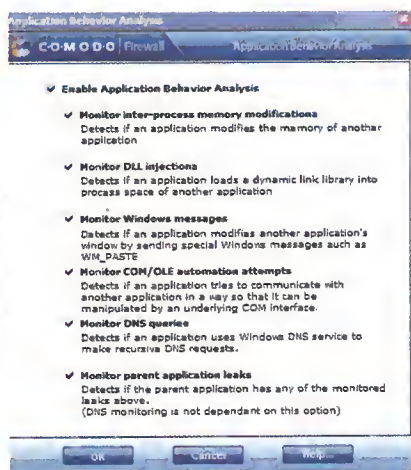 Application Behavior Analysis
COMODO Firewall
Application Behavior Analysis
Enable Application Behavior Analysis
Monitor inter-process memory modifications
Detects if an application modifies the memory of another
application
Monitor DLL injections
Detects if an application loads a dynamic link library into
process space of another application
Monitor Windows messages
Detects if an application modifies another application's
window by sending special Windows messages such as
WM_PASTE
Monitor COM/OLE automation attempts
Detects if an application tries to communicate with
another application in a way so that it can be
manipulated by an underlying COM interface.
Monitor DNS queries
Detects if an application uses Windows DNS service to
make recursive DNS requests.
Monitor parent application leaks
Detects if the parent application has any of the monitored
leaks above.
(DNS monitoring is not dependant on this option)
OK
Cancel
Help...